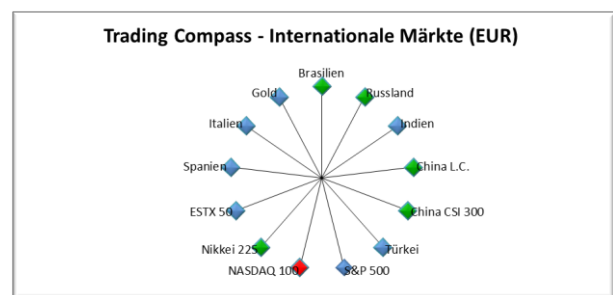 Trading Compass - Internationale Märkte (EUR)
Brasilien
Gold
Russland
Italien
Indien
Spanien
China L.C.
ESTX 50
China CSI 300
Nikkei 225
Türkei
NASDAQ 100
S&P 500